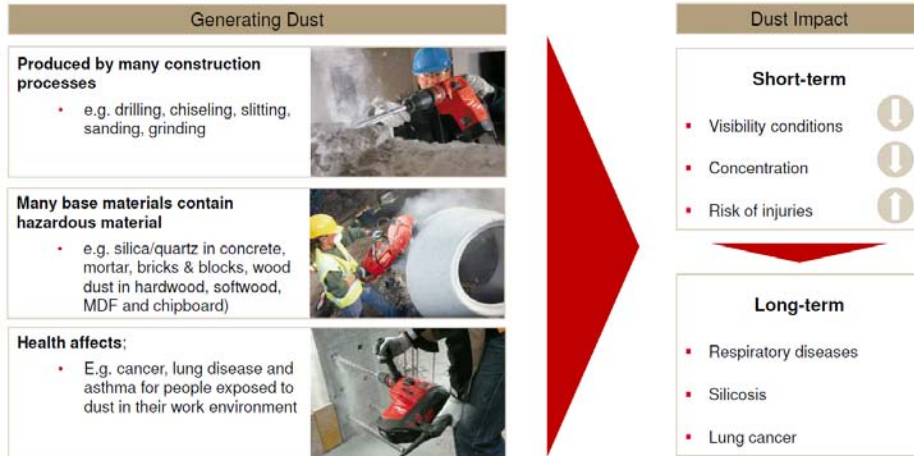 Generating Dust
Produced by many construction
processes
• e.g. drilling, chiseling, slitting,
sanding, grinding
Many base materials contain
hazardous material
• e.g. silica/quartz in concrete,
mortar, bricks & blocks, wood
dust in hardwood, softwood,
MDF and chipboard)
Health affects;
• E.g. cancer, lung disease and
asthma for people exposed to
dust in their work environment
Dust Impact
Short-term
▪ Visibility conditions
▪ Concentration
▪ Risk of injuries
Long-term
▪ Respiratory diseases
▪ Silicosis
▪ Lung cancer